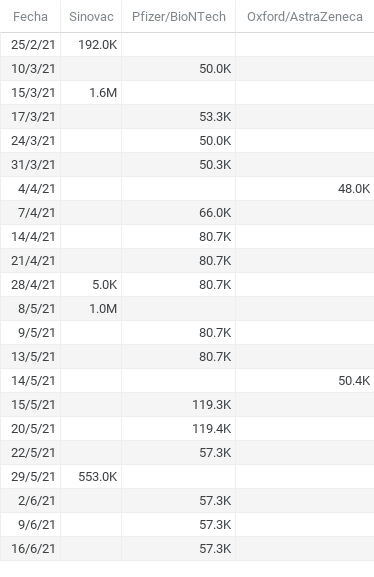 Fecha Sinovac Pfizer/BioNTech Oxford/AstraZeneca
25/2/21 192.0K
10/3/21 50.0K
15/3/21 1.6M
17/3/21 53.3K
24/3/21 50.0K
31/3/21 50.3K
4/4/21 48.0K
7/4/21 66.0K
14/4/21 80.7K
21/4/21 80.7K
28/4/21 5.0K 80.7K
8/5/21 1.0M
9/5/21 80.7K
13/5/21 80.7K
14/5/21 50.4K
15/5/21 119.3K
20/5/21 119.4K
22/5/21 57.3K
29/5/21 553.0K
2/6/21 57.3K
9/6/21 57.3K
16/6/21 57.3K